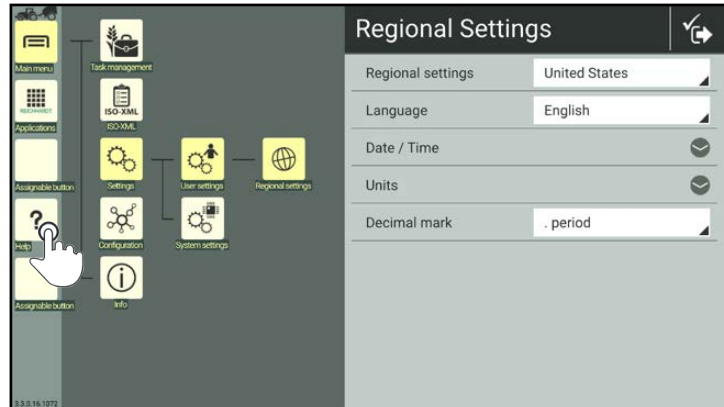 Main menu
Task management
REICHHARDT
Applications
ISO-XML
ISO-XML
Assignable button
Settings
User settings
Regional settings
?
Help
Configuration
System settings
Assignable button
Info
3.3.0.16.1072
Regional Settings
Regional settings
United States
Language
English
Date / Time
Units
Decimal mark
. period